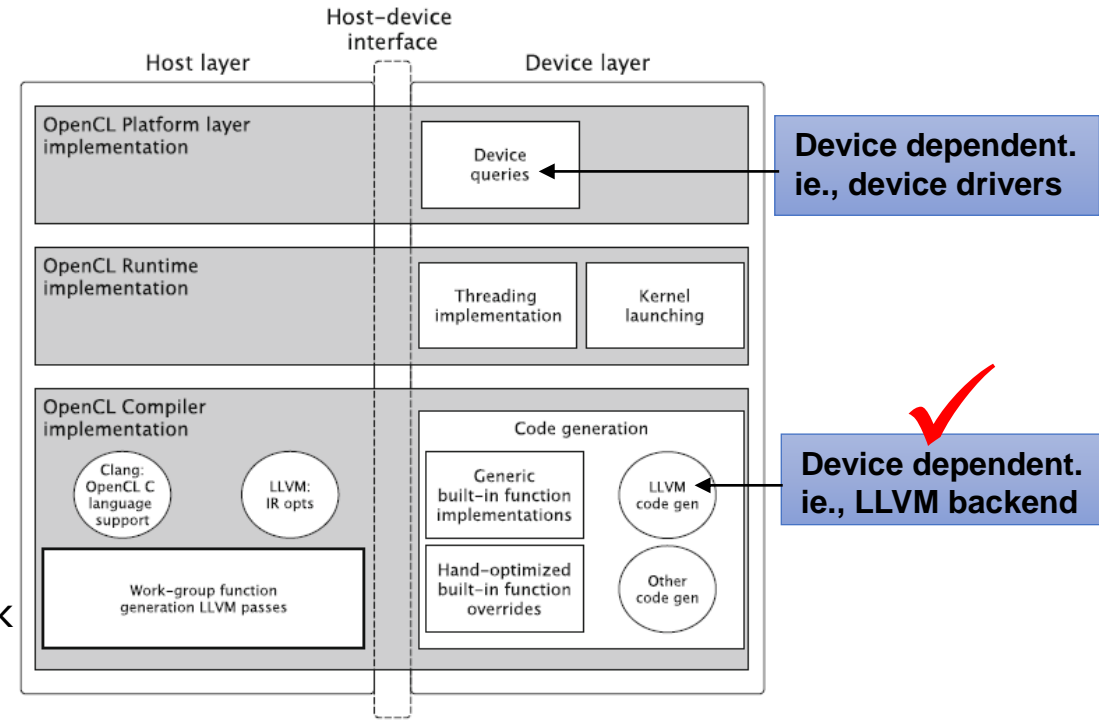 Host-device
interface
Host layer
Device layer
OpenCL Platform layer
implementation
Device
queries
Device dependent.
ie., device drivers
OpenCL Runtime
implementation
Threading
implementation
Kernel
launching
OpenCL Compiler
implementation
Code generation
Clang:
OpenCL C
language
support
LLVM:
IR opts
Generic
built-in function
implementations
LLVM
code gen
Device dependent.
ie., LLVM backend
Work-group function
generation LLVM passes
Hand-optimized
built-in function
overrides
Other
code gen
k